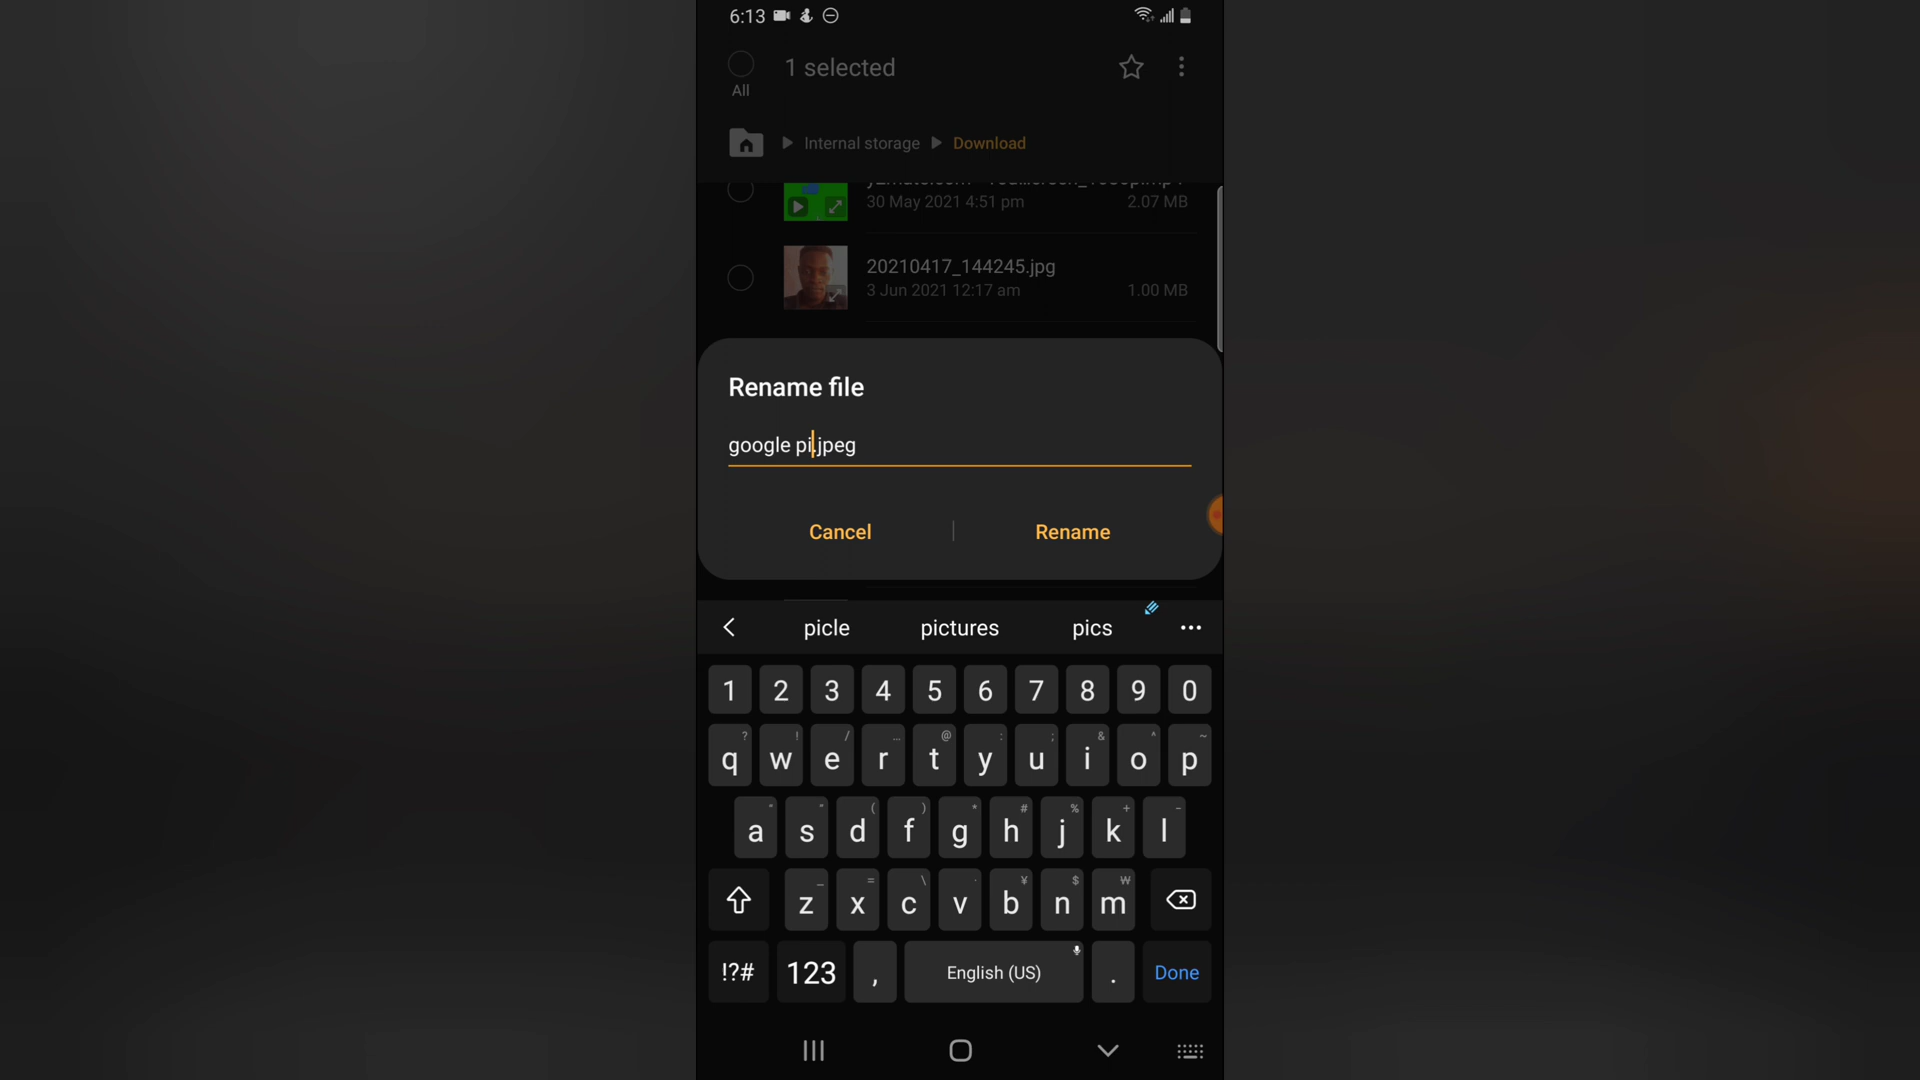 6:13
1 selected
All
Internal storage Download
30 May 2021 4:51 pm 2.07 MB
20210417_144245.jpg
3 Jun 2021 12:17 am 1.00 MB
Rename file
google pi.jpeg
Cancel Rename
picle pictures pics
1 2 3 4 5 6 7 8 9 0
q w e r t y u i o p
a s d f g h j k l
z x c v b n m
!?# 123 , English (US) . Done